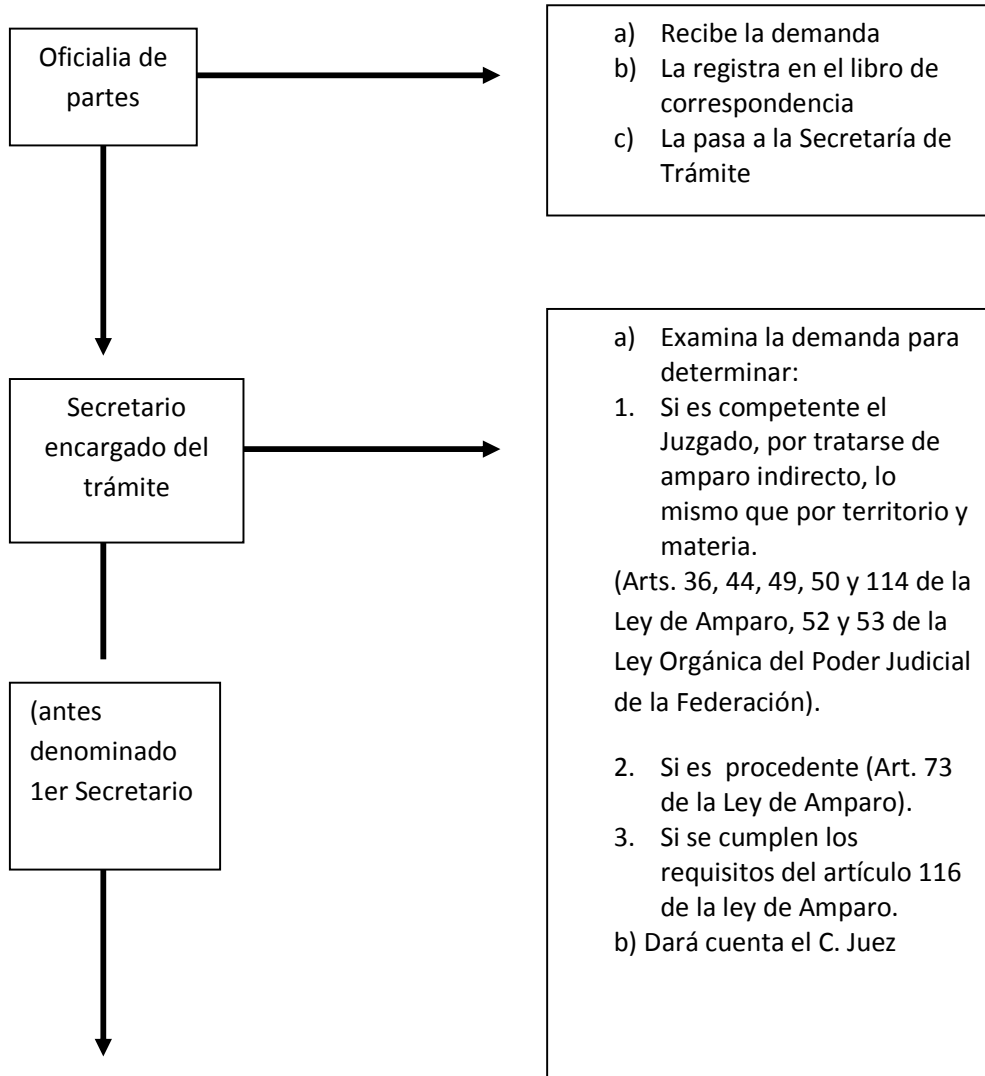 Oficialia de
partes
a) Recibe la demanda
b) La registra en el libro de
correspondencia
c) La pasa a la Secretaría de
Trámite
Secretario
encargado del
trámite
a) Examina la demanda para
determinar:
1. Si es competente el
Juzgado, por tratarse de
amparo indirecto, lo
mismo que por territorio y
materia.
(Arts. 36, 44, 49, 50 y 114 de la
Ley de Amparo, 52 y 53 de la
Ley Orgánica del Poder Judicial
de la Federación).
2. Si es procedente (Art. 73
de la Ley de Amparo).
3. Si se cumplen los
requisitos del artículo 116
de la ley de Amparo.
b) Dará cuenta el C. Juez
(antes
denominado
1er Secretario